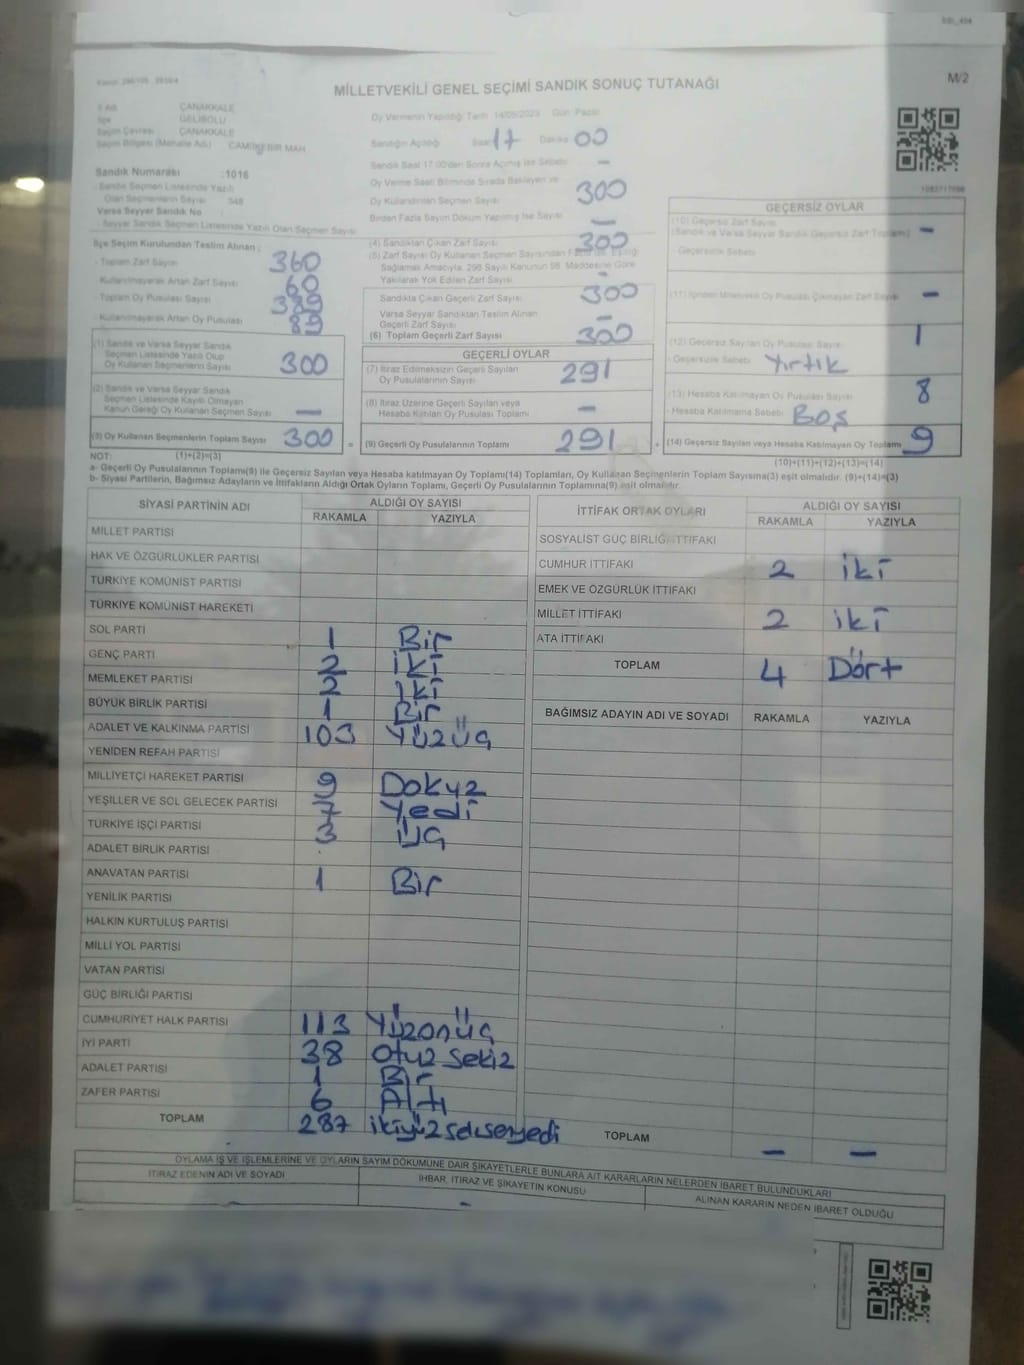 MİLLETVEKİLİ GENEL SEÇİMİ SANDIK SONUÇ TUTANAĞI
M/2
İl Adı : ÇANAKKALE
İlçe : GELİBOLU
Seçim Çevresi : ÇANAKKALE
Seçim Bölgesi (Mahalle Adı) : MAH
Oy Vermenin Yapıldığı Tarih 14/05/2023 Gün Pazar
Sandığın Açıldığı Saat 17 Dakika 00
Sandık Saat 17.00'den Sonra Açılmış ise Sebebi –
Sandık Numarası :1016
- Sandık Seçmen Listesinde Yazılı
Olan Seçmenlerin Sayısı 348
Varsa Seyyar Sandık No
- Seyyar Sandık Seçmen Listesinde Yazılı Olan Seçmen Sayısı
Oy Verme Saati Bitiminde Sırada Bekleyen ve
Oy Kullandırılan Seçmen Sayısı 300
Birden Fazla Sayım Döküm Yapılmış İse Sayısı –
İlçe Seçim Kurulundan Teslim Alınan ;
- Toplam Zarf Sayısı 360
Kullanılmayarak Artan Zarf Sayısı 60
- Toplam Oy Pusulası Sayısı 389
- Kullanılmayarak Artan Oy Pusulası 89
(4) Sandıktan Çıkan Zarf Sayısı 300
(5) Zarf Sayısı Oy Kullanan Seçmen Sayısından Fazla ise, Eşitliği
Sağlamak Amacıyla, 298 Sayılı Kanunun 98. Maddesine Göre
Yakılarak Yok Edilen Zarf Sayısı –
Sandıkta Çıkan Geçerli Zarf Sayısı 300
Varsa Seyyar Sandıktan Teslim Alınan
Geçerli Zarf Sayısı –
(6) Toplam Geçerli Zarf Sayısı 300
GEÇERSİZ OYLAR
(10) Geçersiz Zarf Sayısı
(Sandık ve Varsa Seyyar Sandık Geçersiz Zarf Toplamı) –
Geçersizlik Sebebi
(11) İçinden Milletvekili Oy Pusulası Çıkmayan Zarf Sayısı –
(12) Geçersiz Sayılan Oy Pusulası Sayısı 1
- Geçersizlik Sebebi Yırtık
(13) Hesaba Katılmayan Oy Pusulası Sayısı 8
- Hesaba Katılmama Sebebi Boş
(14) Geçersiz Sayılan veya Hesaba Katılmayan Oy Toplamı 9
(10)+(11)+(12)+(13)=(14)
(1) Sandık ve Varsa Seyyar Sandık
Seçmen Listesinde Yazılı Olup
Oy Kullanan Seçmenlerin Sayısı 300
(2) Sandık ve Varsa Seyyar Sandık
Seçmen Listesinde Kayıtlı Olmayan
Kanun Gereği Oy Kullanan Seçmen Sayısı –
(3) Oy Kullanan Seçmenlerin Toplam Sayısı 300 =
(1)+(2)=(3)
GEÇERLİ OYLAR
(7) İtiraz Edilmeksizin Geçerli Sayılan
Oy Pusulalarının Sayısı 291
(8) İtiraz Üzerine Geçerli Sayılan veya
Hesaba Katılan Oy Pusulası Toplamı –
(9) Geçerli Oy Pusulalarının Toplamı 291 +
NOT:
a- Geçerli Oy Pusulalarının Toplamı(9) ile Geçersiz Sayılan veya Hesaba katılmayan Oy Toplamı(14) Toplamları, Oy Kullanan Seçmenlerin Toplam Sayısına(3) eşit olmalıdır. (9)+(14)=(3)
b- Siyasi Partilerin, Bağımsız Adayların ve İttifakların Aldığı Ortak Oyların Toplamı, Geçerli Oy Pusulalarının Toplamına(9) eşit olmalıdır.
SİYASİ PARTİNİN ADI ALDIĞI OY SAYISI
RAKAMLA YAZIYLA
MİLLET PARTİSİ
HAK VE ÖZGÜRLÜKLER PARTİSİ
TÜRKİYE KOMÜNİST PARTİSİ
TÜRKİYE KOMÜNİST HAREKETİ
SOL PARTİ 1 Bir
GENÇ PARTİ 2 iki
MEMLEKET PARTİSİ 2 iki
BÜYÜK BİRLİK PARTİSİ 1 Bir
ADALET VE KALKINMA PARTİSİ 103 Yüzüç
YENİDEN REFAH PARTİSİ
MİLLİYETÇİ HAREKET PARTİSİ 9 Dokuz
YEŞİLLER VE SOL GELECEK PARTİSİ 7 Yedi
TÜRKİYE İŞÇİ PARTİSİ 3 Üç
ADALET BİRLİK PARTİSİ
ANAVATAN PARTİSİ 1 Bir
YENİLİK PARTİSİ
HALKIN KURTULUŞ PARTİSİ
MİLLİ YOL PARTİSİ
VATAN PARTİSİ
GÜÇ BİRLİĞİ PARTİSİ
CUMHURİYET HALK PARTİSİ 113 Yüzonüç
İYİ PARTİ 38 Otuz Sekiz
ADALET PARTİSİ 1 Bir
ZAFER PARTİSİ 6 Altı
TOPLAM 287 ikiyüzseksenyedi
İTTİFAK ORTAK OYLARI ALDIĞI OY SAYISI
RAKAMLA YAZIYLA
SOSYALİST GÜÇ BİRLİĞİ İTTİFAKI
CUMHUR İTTİFAKI 2 iki
EMEK VE ÖZGÜRLÜK İTTİFAKI
MİLLET İTTİFAKI 2 iki
ATA İTTİFAKI
TOPLAM 4 Dört
BAĞIMSIZ ADAYIN ADI VE SOYADI RAKAMLA YAZIYLA
TOPLAM – –
OYLAMA İŞ VE İŞLEMLERİNE VE OYLARIN SAYIM DÖKÜMÜNE DAİR ŞİKAYETLERLE BUNLARA AİT KARARLARIN NELERDEN İBARET BULUNDUKLARI
İTİRAZ EDENİN ADI VE SOYADI İHBAR, İTİRAZ VE ŞİKAYETİN KONUSU ALINAN KARARIN NEDEN İBARET OLDUĞU